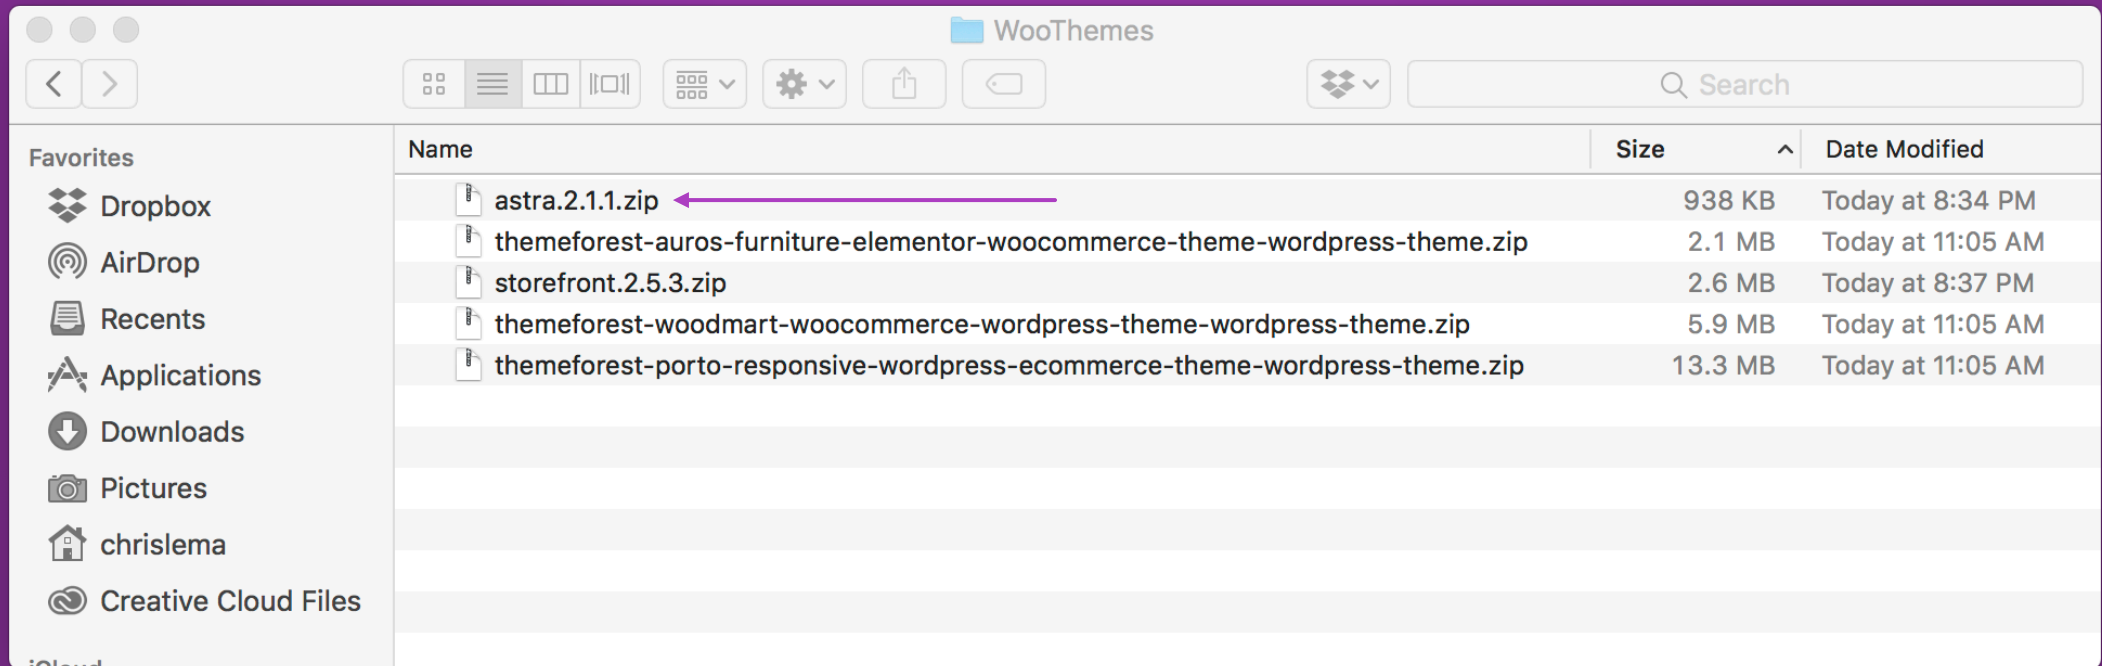 WooThemes
Search
Favorites
Dropbox
AirDrop
Recents
Applications
Downloads
Pictures
chrislema
Creative Cloud Files
iCloud
Name Size Date Modified
astra.2.1.1.zip 938 KB Today at 8:34 PM
themeforest-auros-furniture-elementor-woocommerce-theme-wordpress-theme.zip 2.1 MB Today at 11:05 AM
storefront.2.5.3.zip 2.6 MB Today at 8:37 PM
themeforest-woodmart-woocommerce-wordpress-theme-wordpress-theme.zip 5.9 MB Today at 11:05 AM
themeforest-porto-responsive-wordpress-ecommerce-theme-wordpress-theme.zip 13.3 MB Today at 11:05 AM